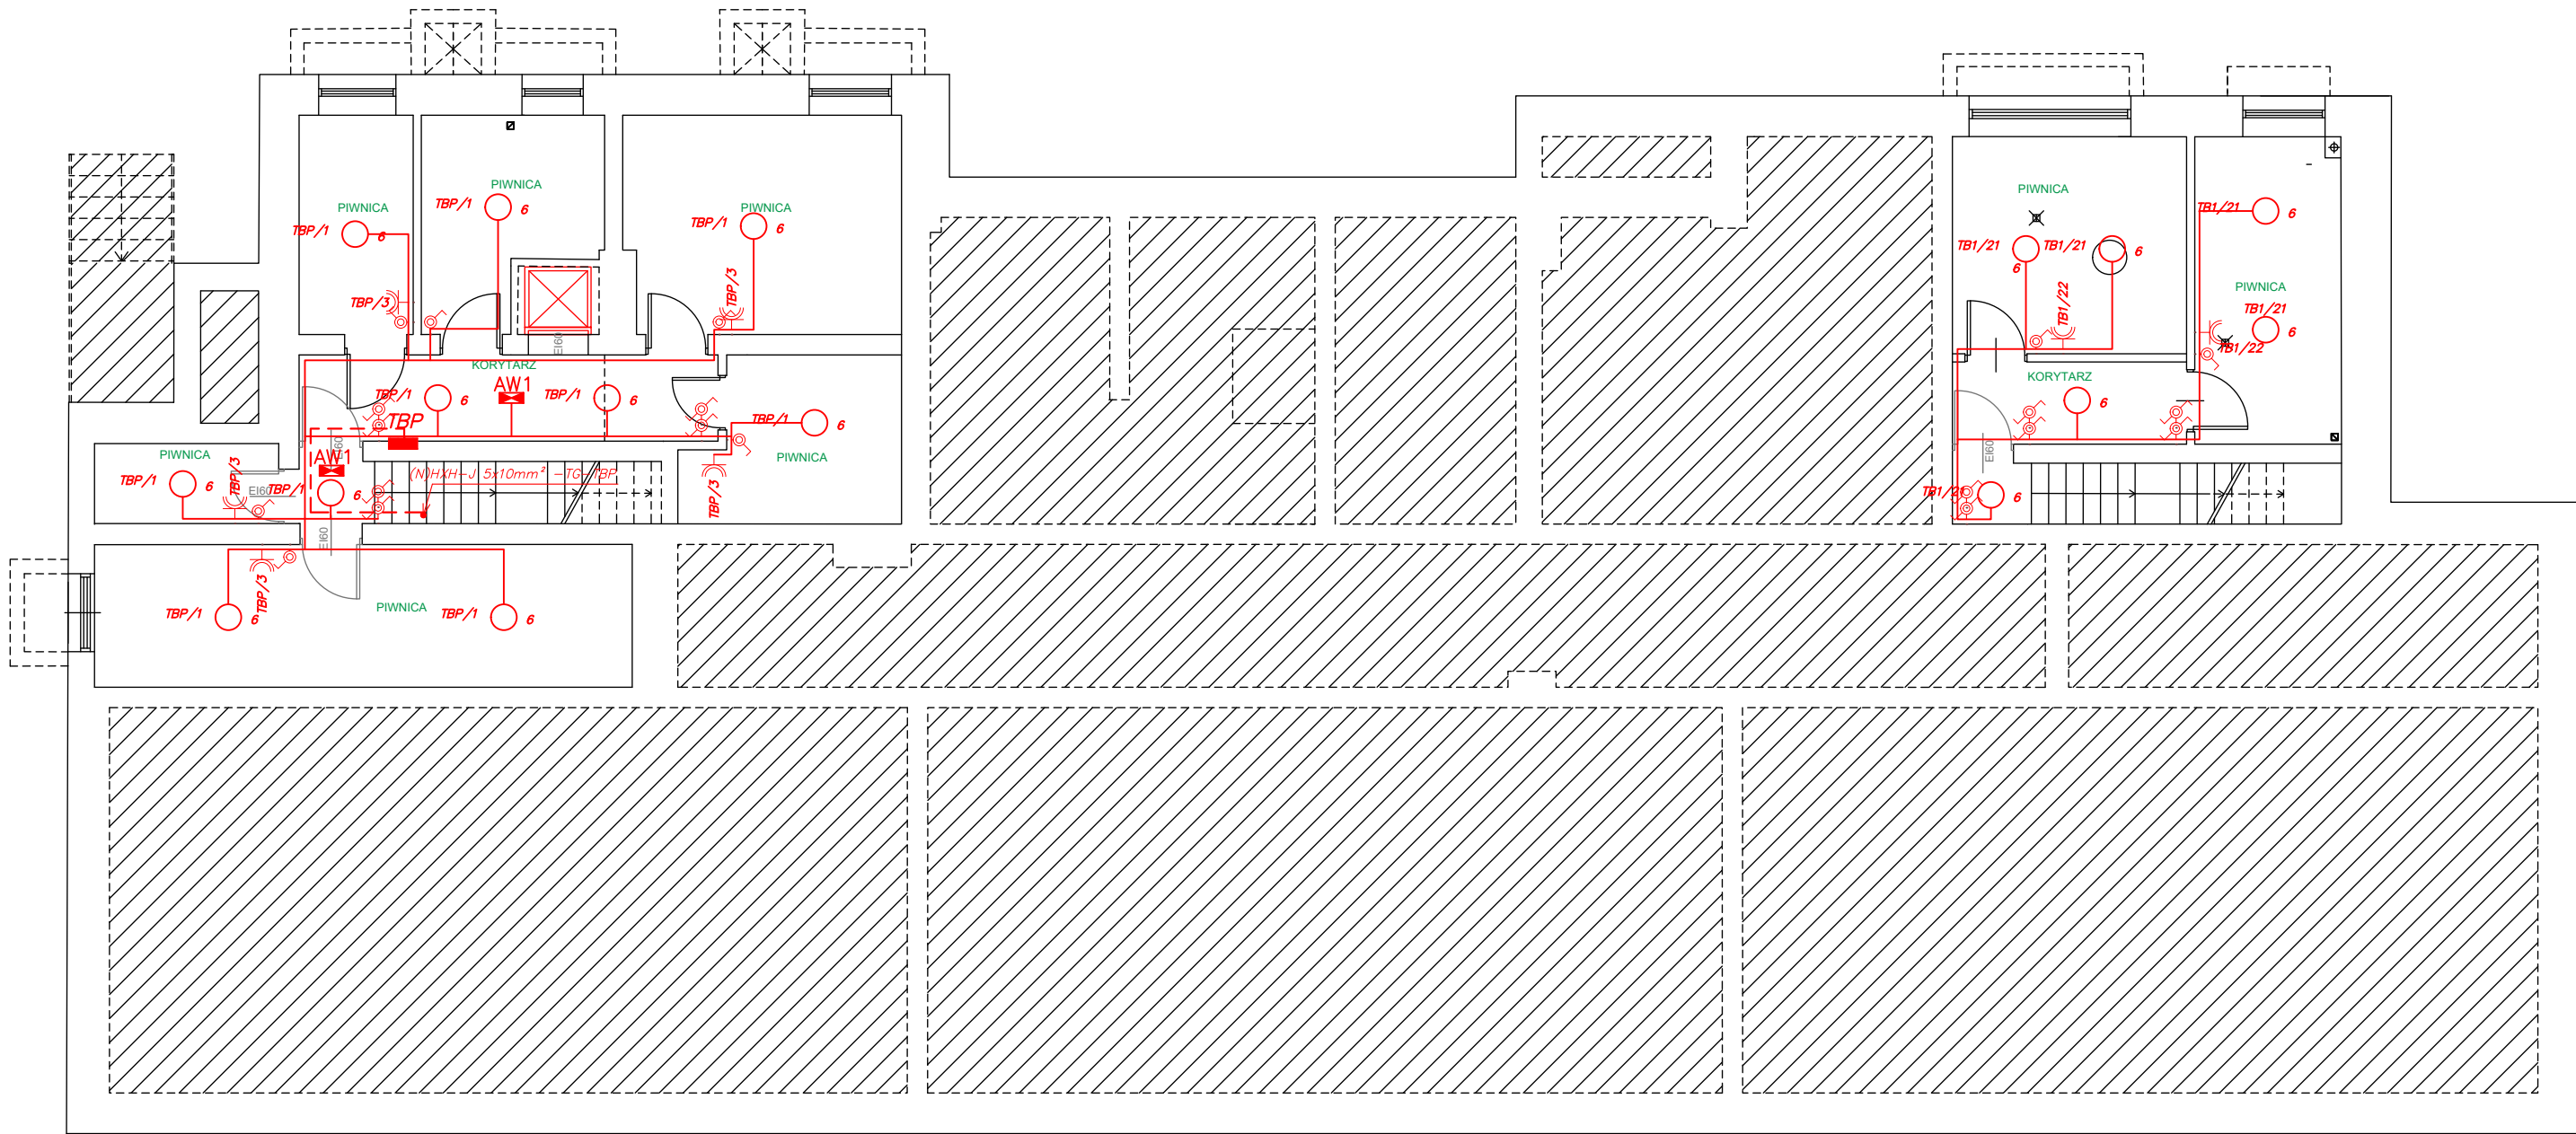 PIWNICA
TBP/1
6
PIWNICA
TBP/1
6
PIWNICA
TBP/1
6
TBP/3
TBP/3
EI60
KORYTARZ
TBP/1
6
AW1
TBP/1
6
TBP
TBP/1
6
PIWNICA
TBP/3
PIWNICA
TBP/1
6
TBP/3
EI60
EI60
AW1
TBP/1
6
(N)HXH-J 5x10mm² -TG-TBP
EI60
TBP/3
TBP/1
6
PIWNICA
TBP/1
6
PIWNICA
TB1/21
6
TB1/21
6
TB1/22
TB1/21
6
PIWNICA
TB1/21
6
TB1/22
KORYTARZ
6
EI60
TB1/21
6